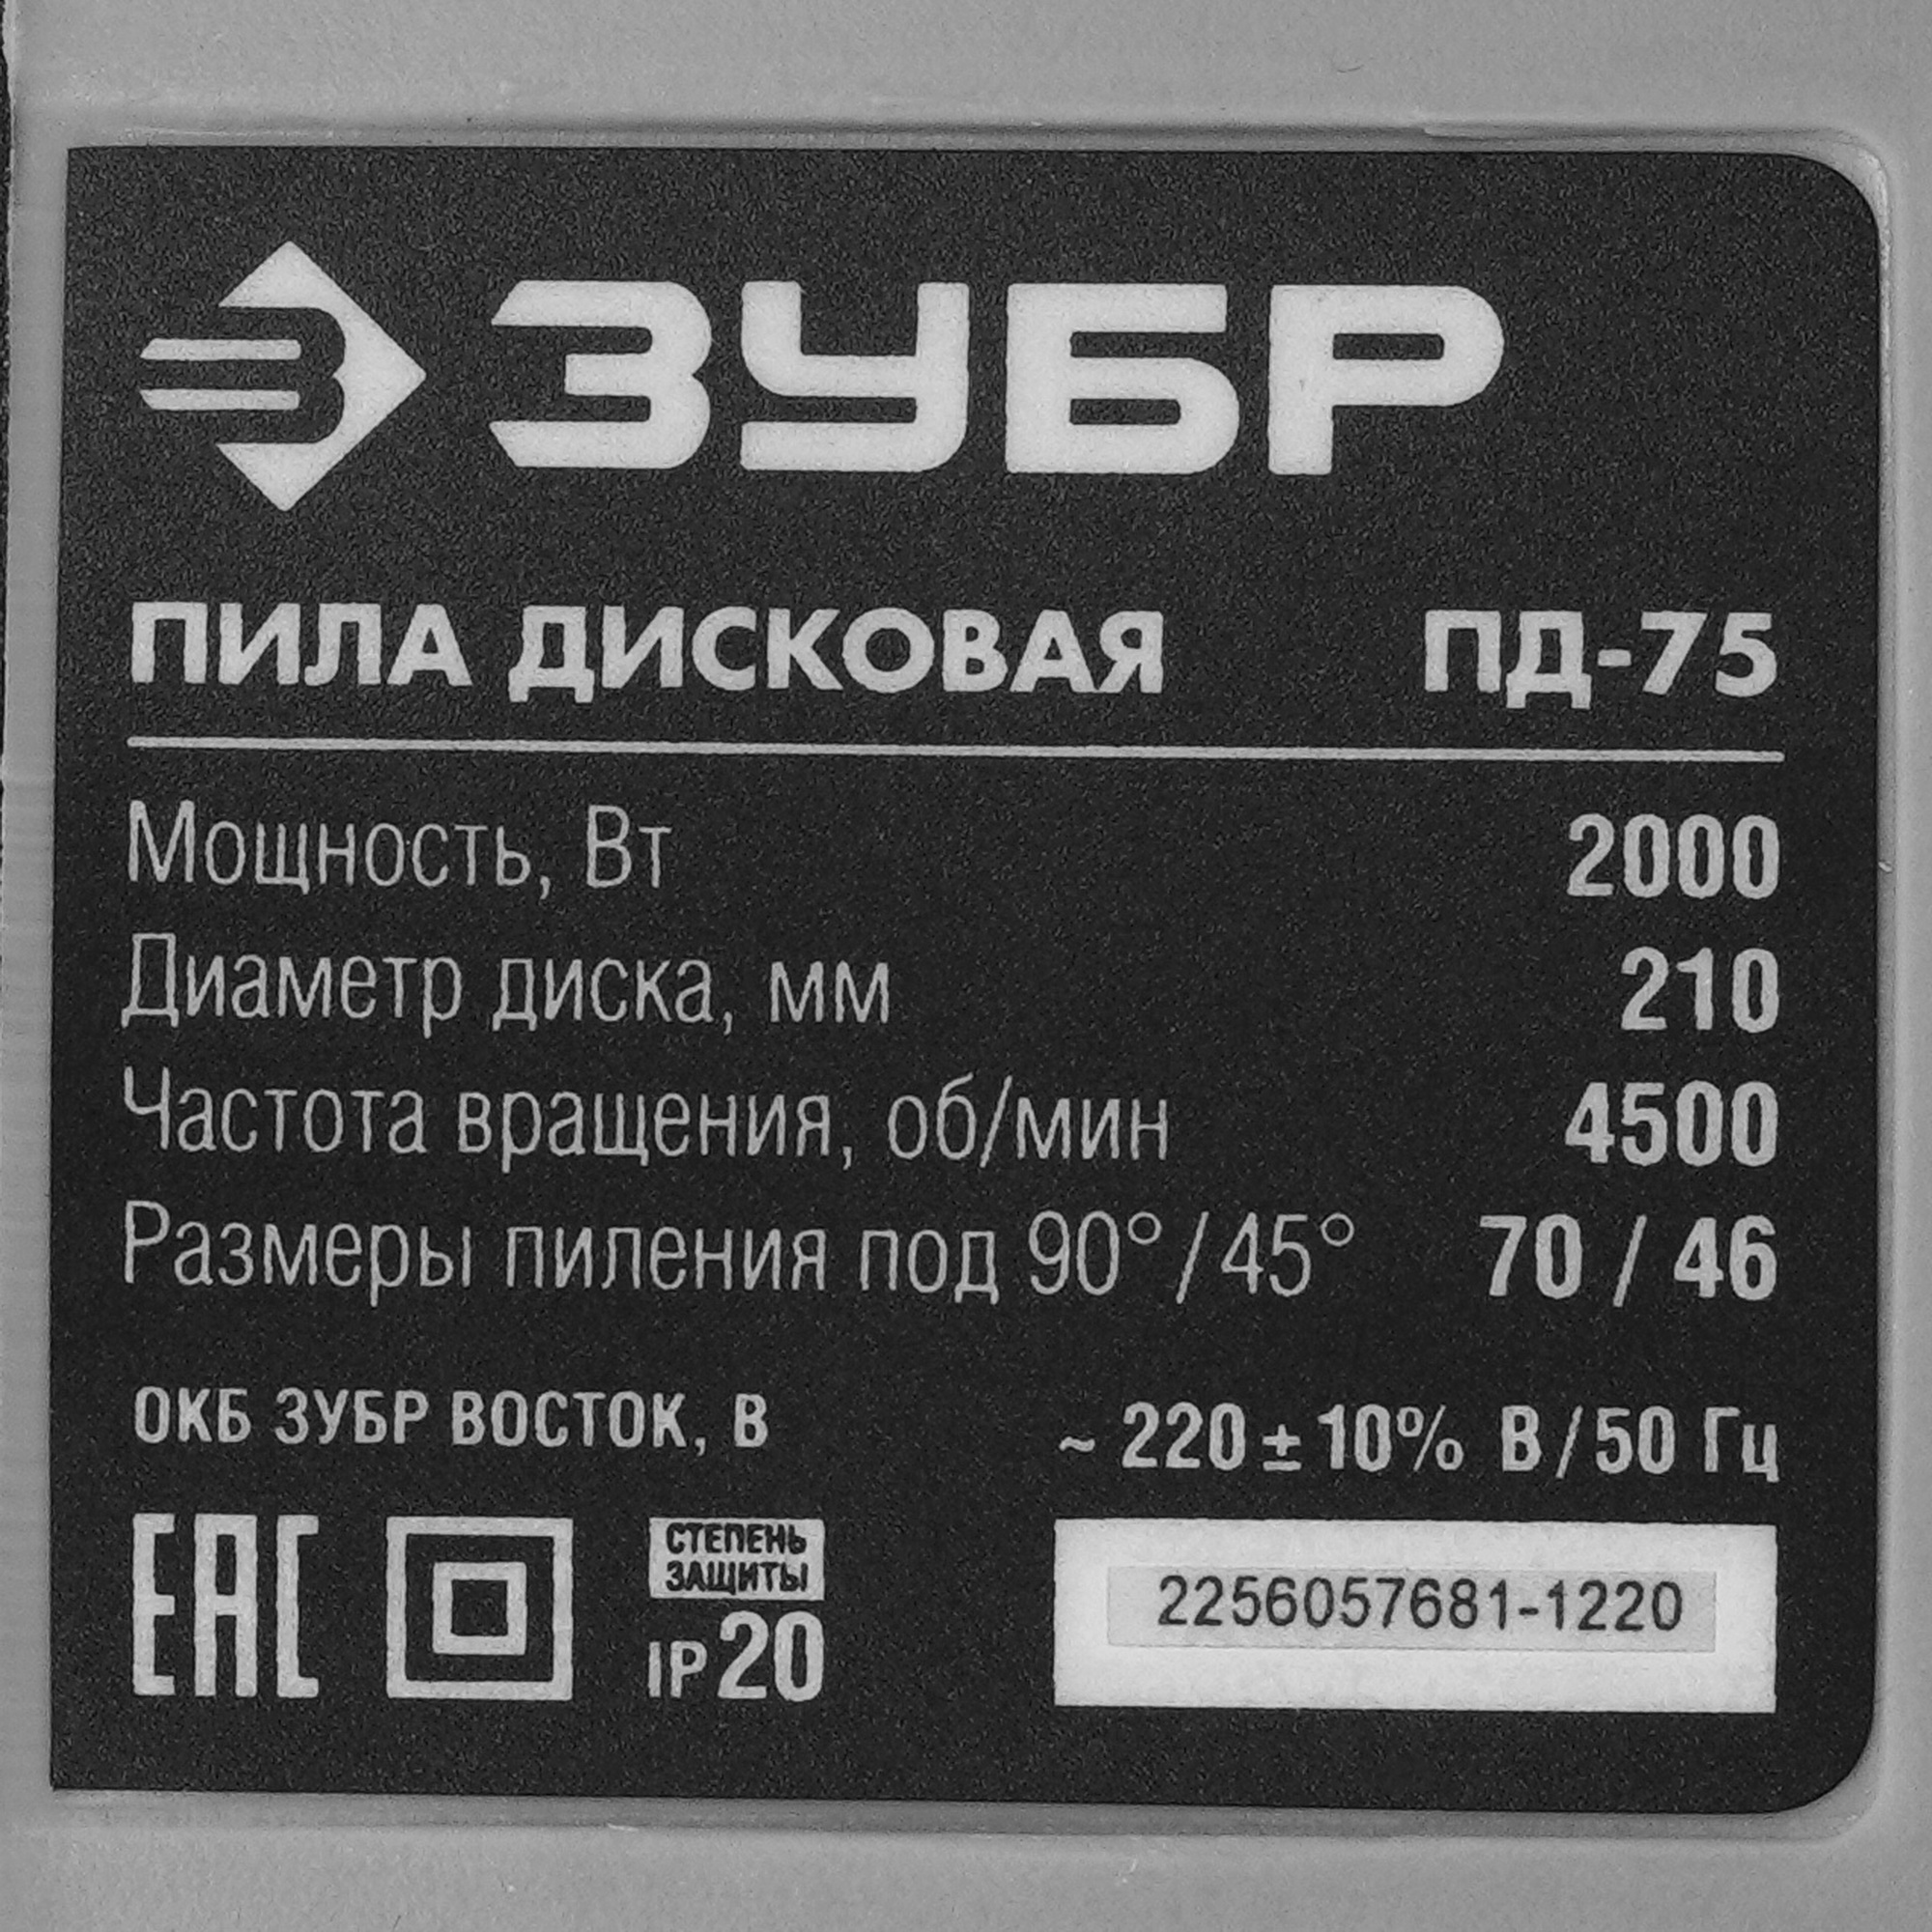 ЗУБР
ПИЛА ДИСКОВАЯ ПД-75
Мощность, Вт 2000
Диаметр диска, мм 210
Частота вращения, об/мин 4500
Размеры пиления под 90°/45° 70 / 46
ОКБ ЗУБР ВОСТОК, В ~ 220±10% В/50 Гц
EAC
СТЕПЕНЬ
ЗАЩИТЫ
IP20
2256057681-1220